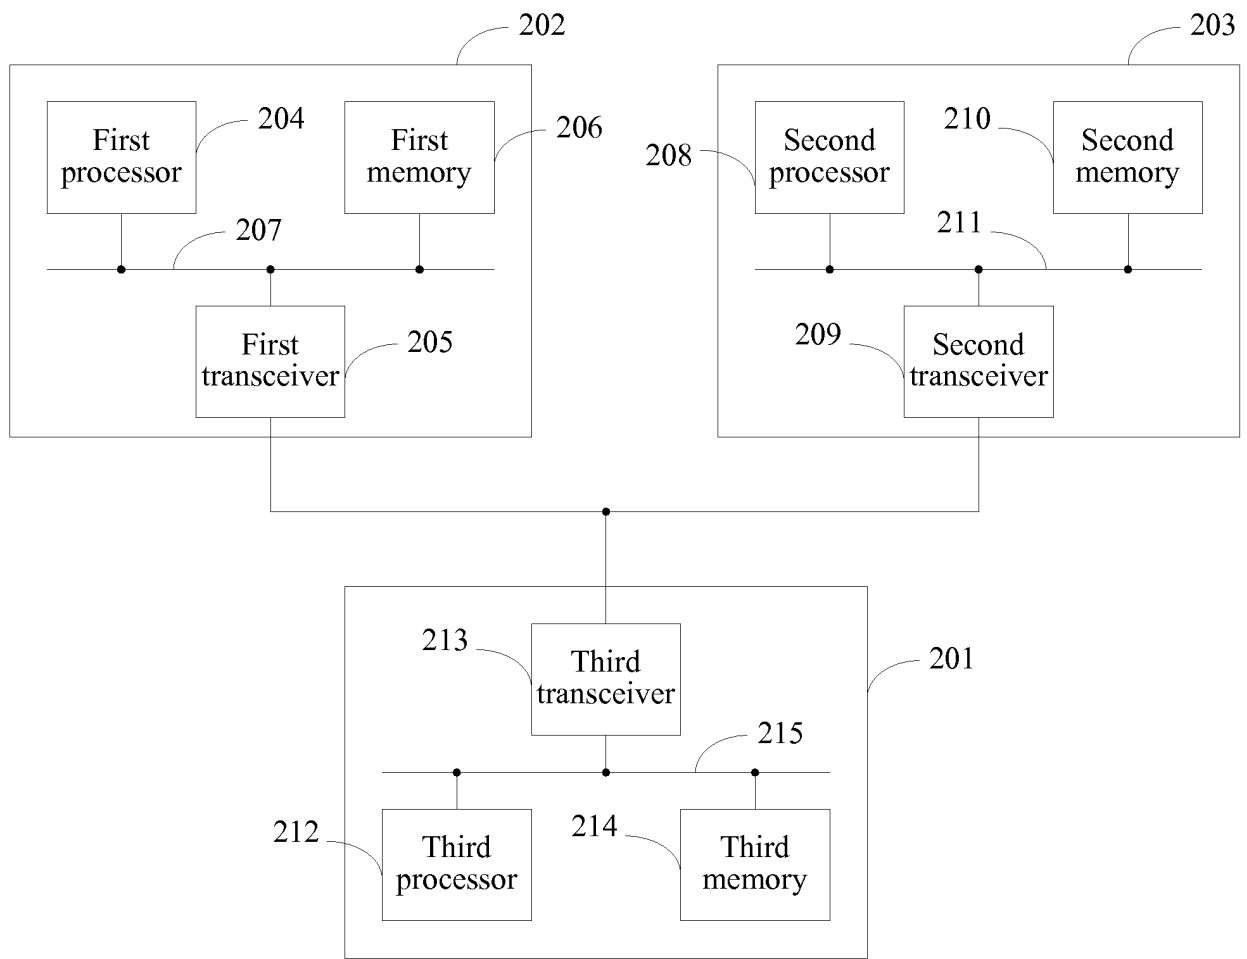 202
203
204
First
processor
First
memory
206
207
First
transceiver
205
208
Second
processor
210
Second
memory
211
209
Second
transceiver
213
Third
transceiver
201
215
212
Third
processor
214
Third
memory